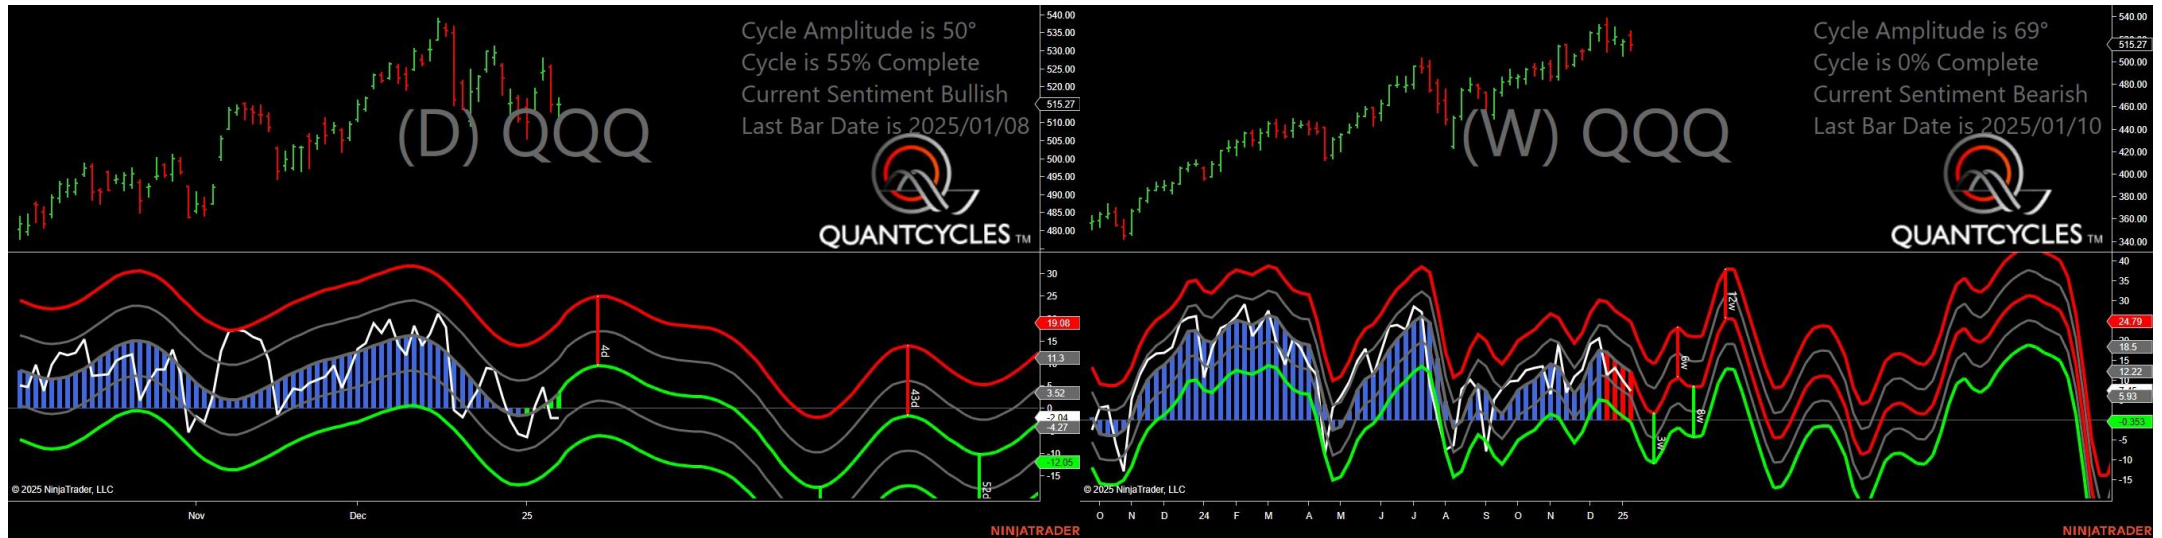 Cycle Amplitude is 50°
Cycle is 55% Complete
Current Sentiment Bullish
Last Bar Date is 2025/01/08
(D) QQQ
QUANTCYCLES TM
540.00
535.00
530.00
525.00
520.00
515.27
510.00
505.00
500.00
495.00
490.00
485.00
480.00
30
25
19.08
15
11.3
5
3.52
0
-2.04
-4.27
-10
-12.05
-15
4d
43d
52d
© 2025 NinjaTrader, LLC
Nov Dec 25
NINJATRADER
Cycle Amplitude is 69°
Cycle is 0% Complete
Current Sentiment Bearish
Last Bar Date is 2025/01/10
(W) QQQ
QUANTCYCLES TM
540.00
515.27
500.00
480.00
460.00
440.00
420.00
400.00
380.00
360.00
340.00
40
35
30
24.79
18.5
15
12.22
10
5.93
-0.353
-5
-10
-15
12w
6w
8w
3w
© 2025 NinjaTrader, LLC
O N D 24 F M A M J J A S O N D 25
NINJATRADER